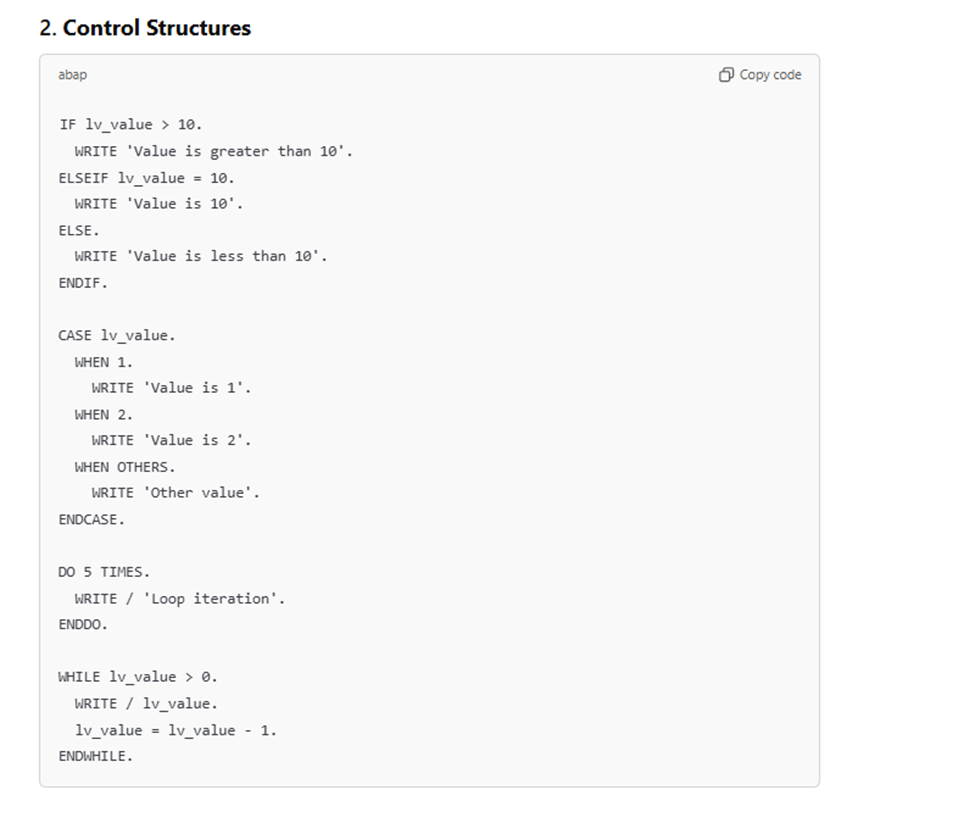 2. Control Structures
abap
Copy code
IF lv_value > 10.
  WRITE 'Value is greater than 10'.
ELSEIF lv_value = 10.
  WRITE 'Value is 10'.
ELSE.
  WRITE 'Value is less than 10'.
ENDIF.

CASE lv_value.
  WHEN 1.
    WRITE 'Value is 1'.
  WHEN 2.
    WRITE 'Value is 2'.
  WHEN OTHERS.
    WRITE 'Other value'.
ENDCASE.

DO 5 TIMES.
  WRITE / 'Loop iteration'.
ENDDO.

WHILE lv_value > 0.
  WRITE / lv_value.
  lv_value = lv_value - 1.
ENDWHILE.